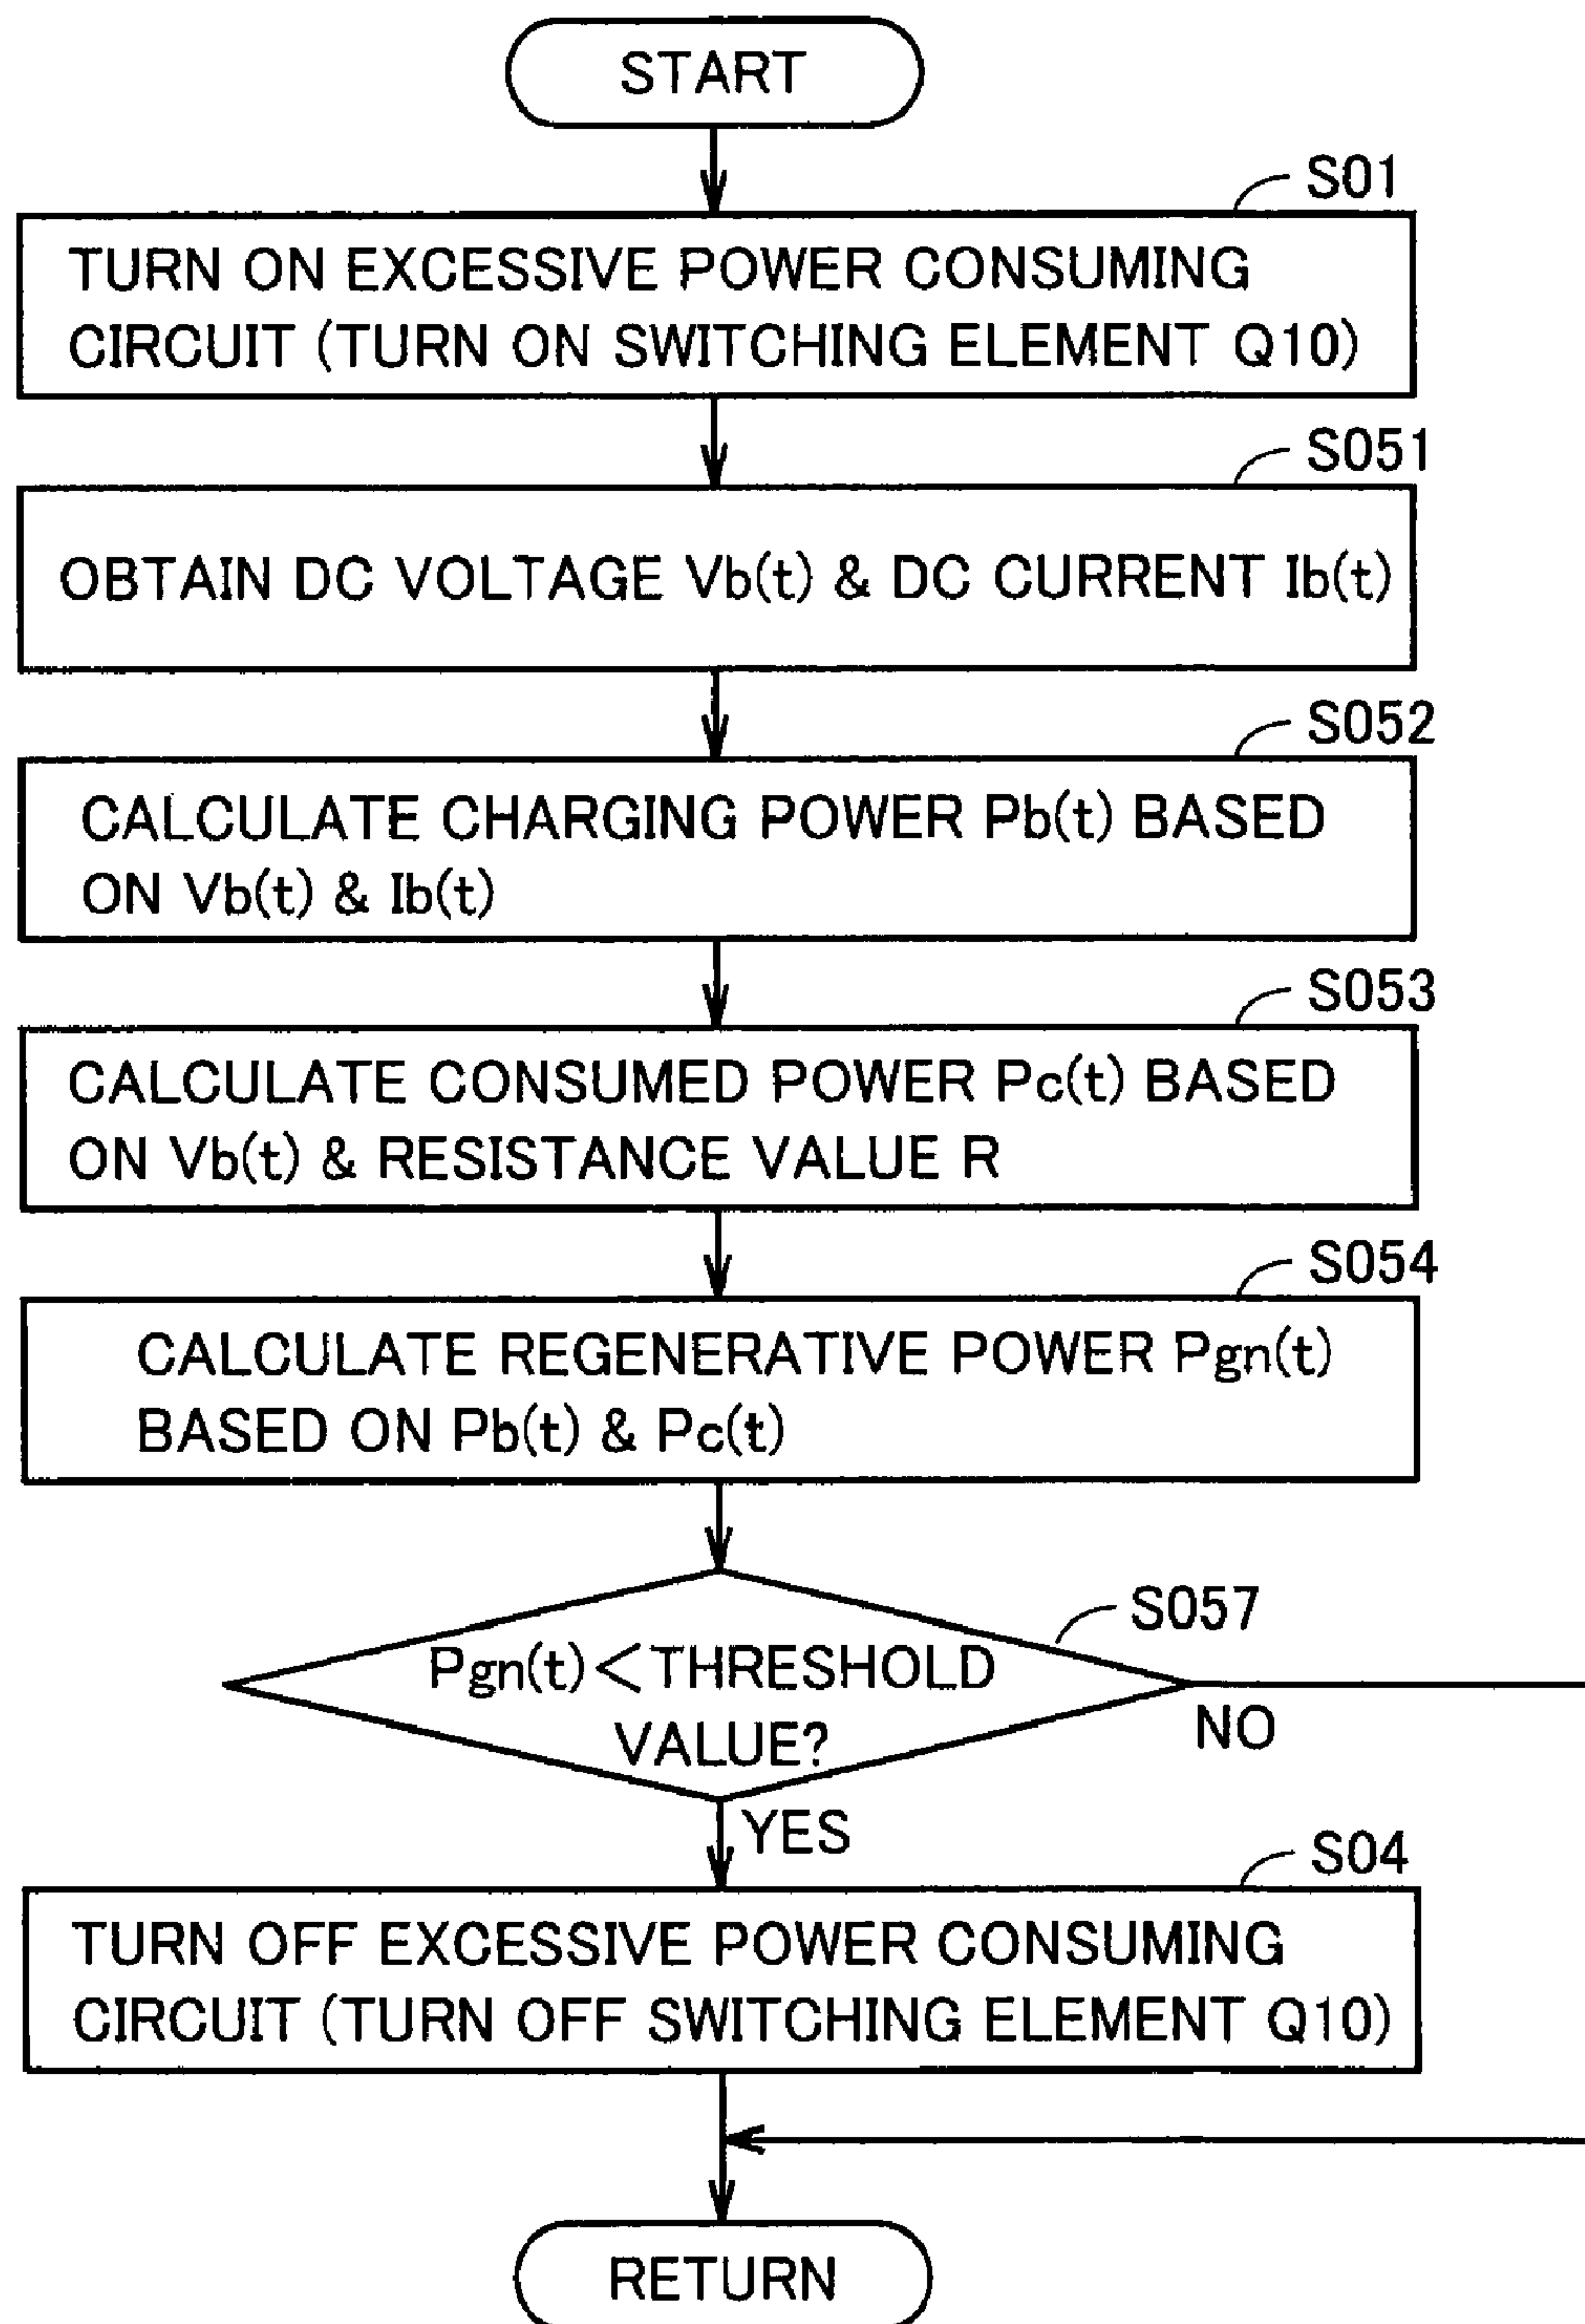 START
S01
TURN ON EXCESSIVE POWER CONSUMING
CIRCUIT (TURN ON SWITCHING ELEMENT Q10)
S051
OBTAIN DC VOLTAGE Vb(t) & DC CURRENT Ib(t)
S052
CALCULATE CHARGING POWER Pb(t) BASED
ON Vb(t) & Ib(t)
S053
CALCULATE CONSUMED POWER Pc(t) BASED
ON Vb(t) & RESISTANCE VALUE R
S054
CALCULATE REGENERATIVE POWER Pgn(t)
BASED ON Pb(t) & Pc(t)
S057
Pgn(t)<THRESHOLD
VALUE?
NO
YES
S04
TURN OFF EXCESSIVE POWER CONSUMING
CIRCUIT (TURN OFF SWITCHING ELEMENT Q10)
RETURN